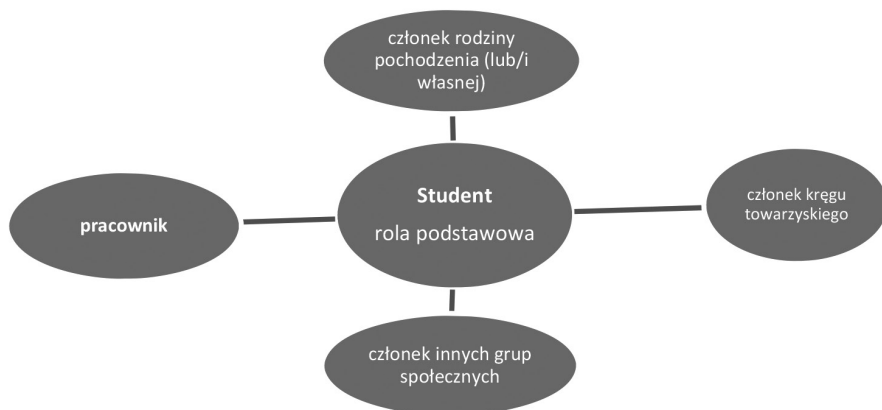 członek rodziny
pochodzenia (lub/i
własnej)
Student
rola podstawowa
pracownik
członek kręgu
towarzyskiego
członek innych grup
społecznych